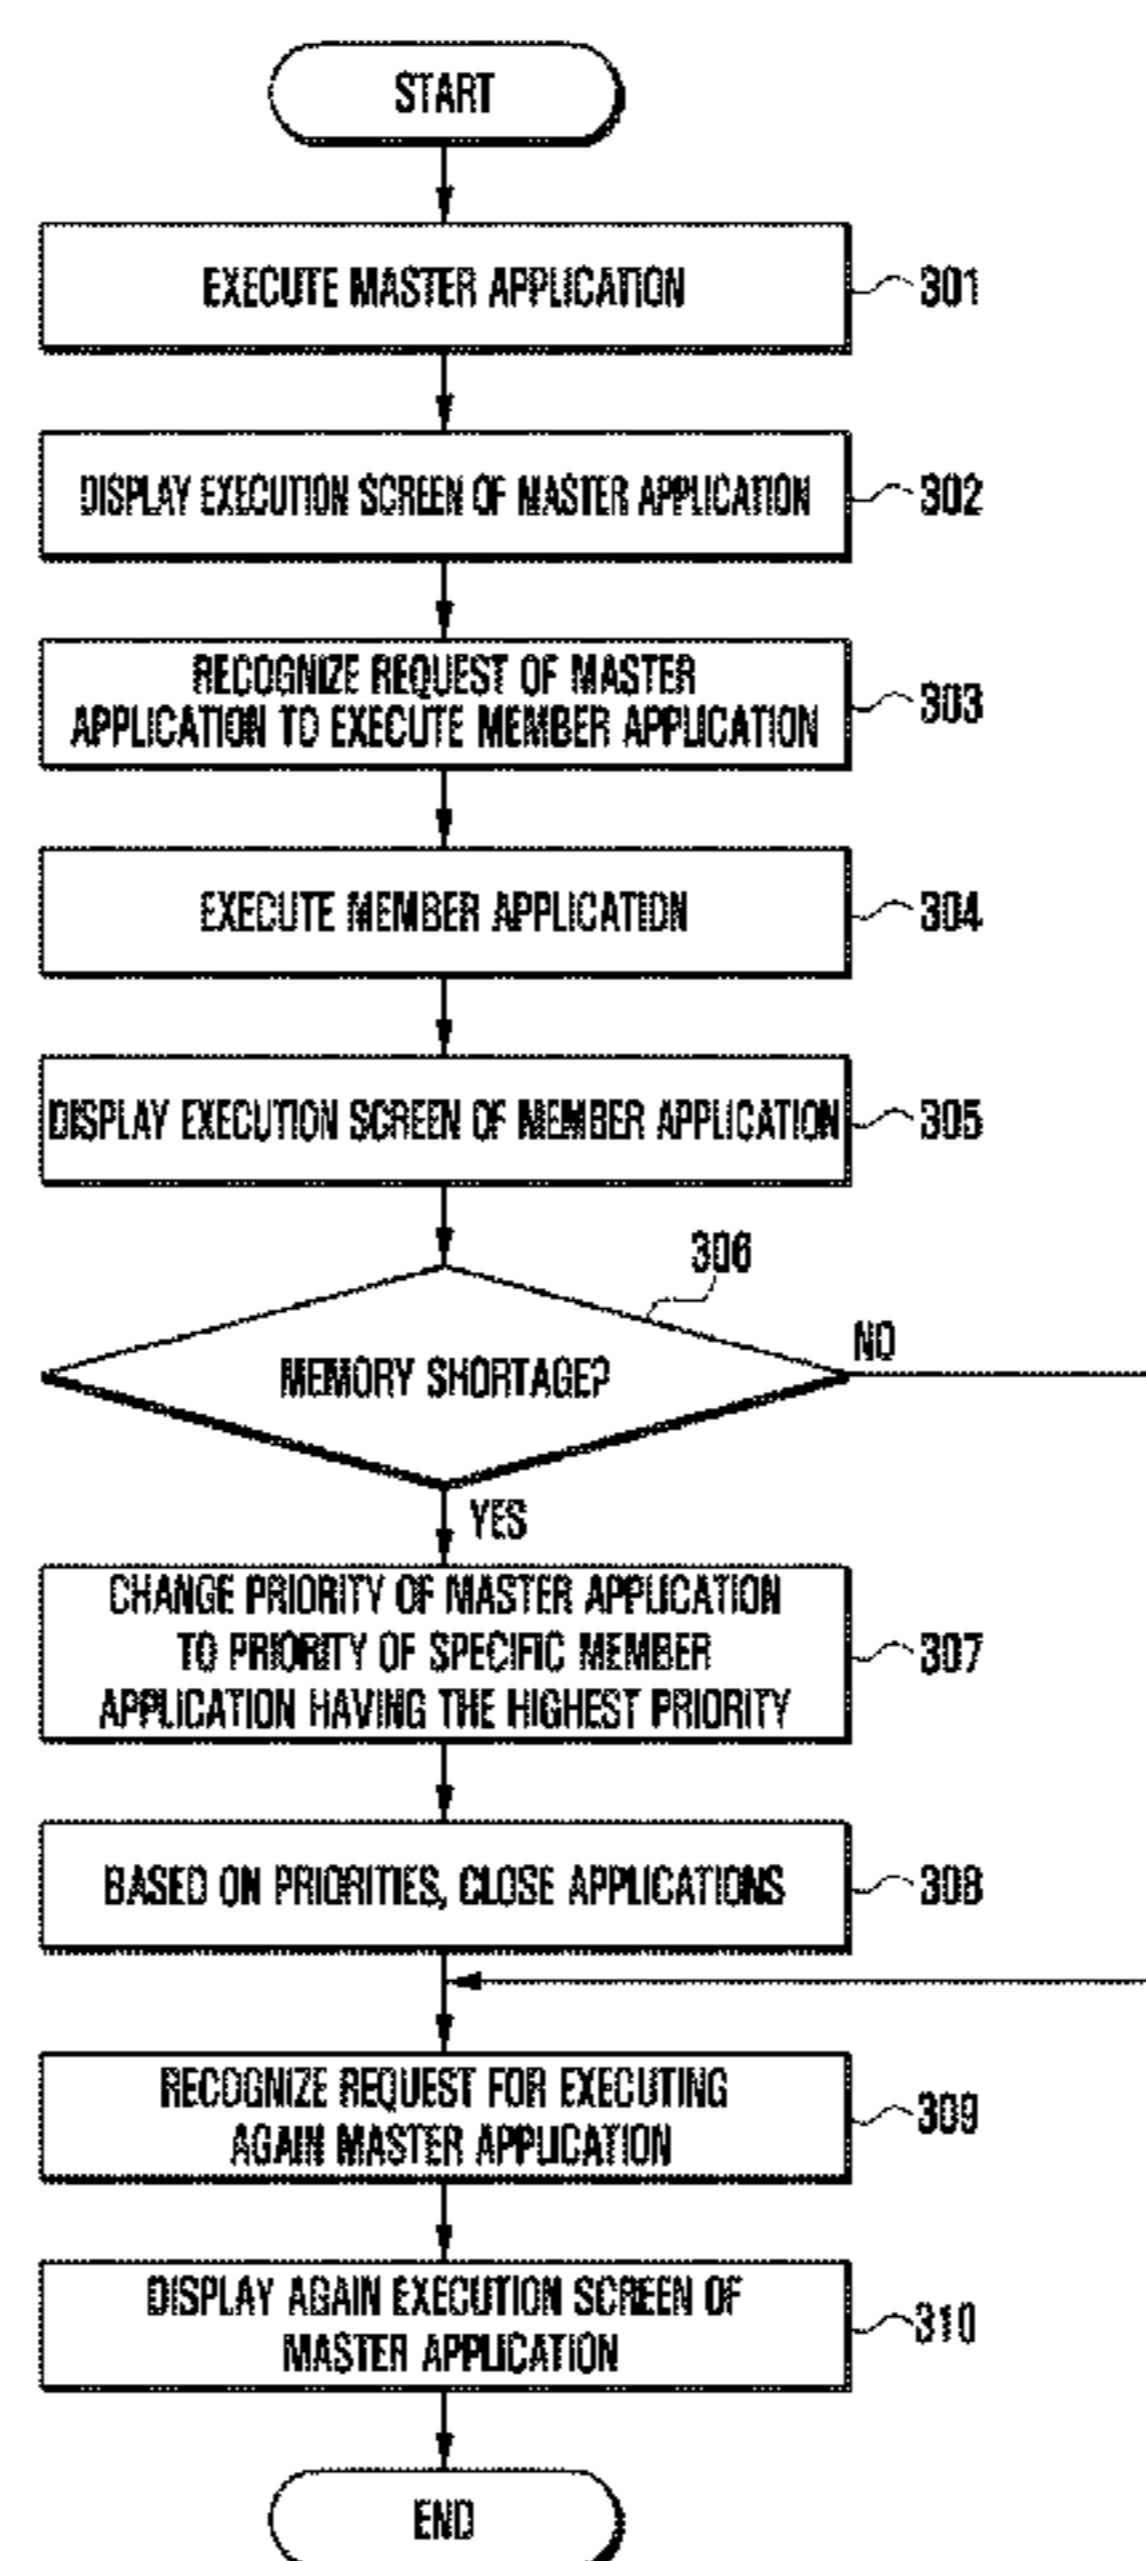 START
EXECUTE MASTER APPLICATION
301
DISPLAY EXECUTION SCREEN OF MASTER APPLICATION
302
RECOGNIZE REQUEST OF MASTER
APPLICATION TO EXECUTE MEMBER APPLICATION
303
EXECUTE MEMBER APPLICATION
304
DISPLAY EXECUTION SCREEN OF MEMBER APPLICATION
305
306
MEMORY SHORTAGE?
NO
YES
CHANGE PRIORITY OF MASTER APPLICATION
TO PRIORITY OF SPECIFIC MEMBER
APPLICATION HAVING THE HIGHEST PRIORITY
307
BASED ON PRIORITIES, CLOSE APPLICATIONS
308
RECOGNIZE REQUEST FOR EXECUTING
AGAIN MASTER APPLICATION
309
DISPLAY AGAIN EXECUTION SCREEN OF
MASTER APPLICATION
310
END